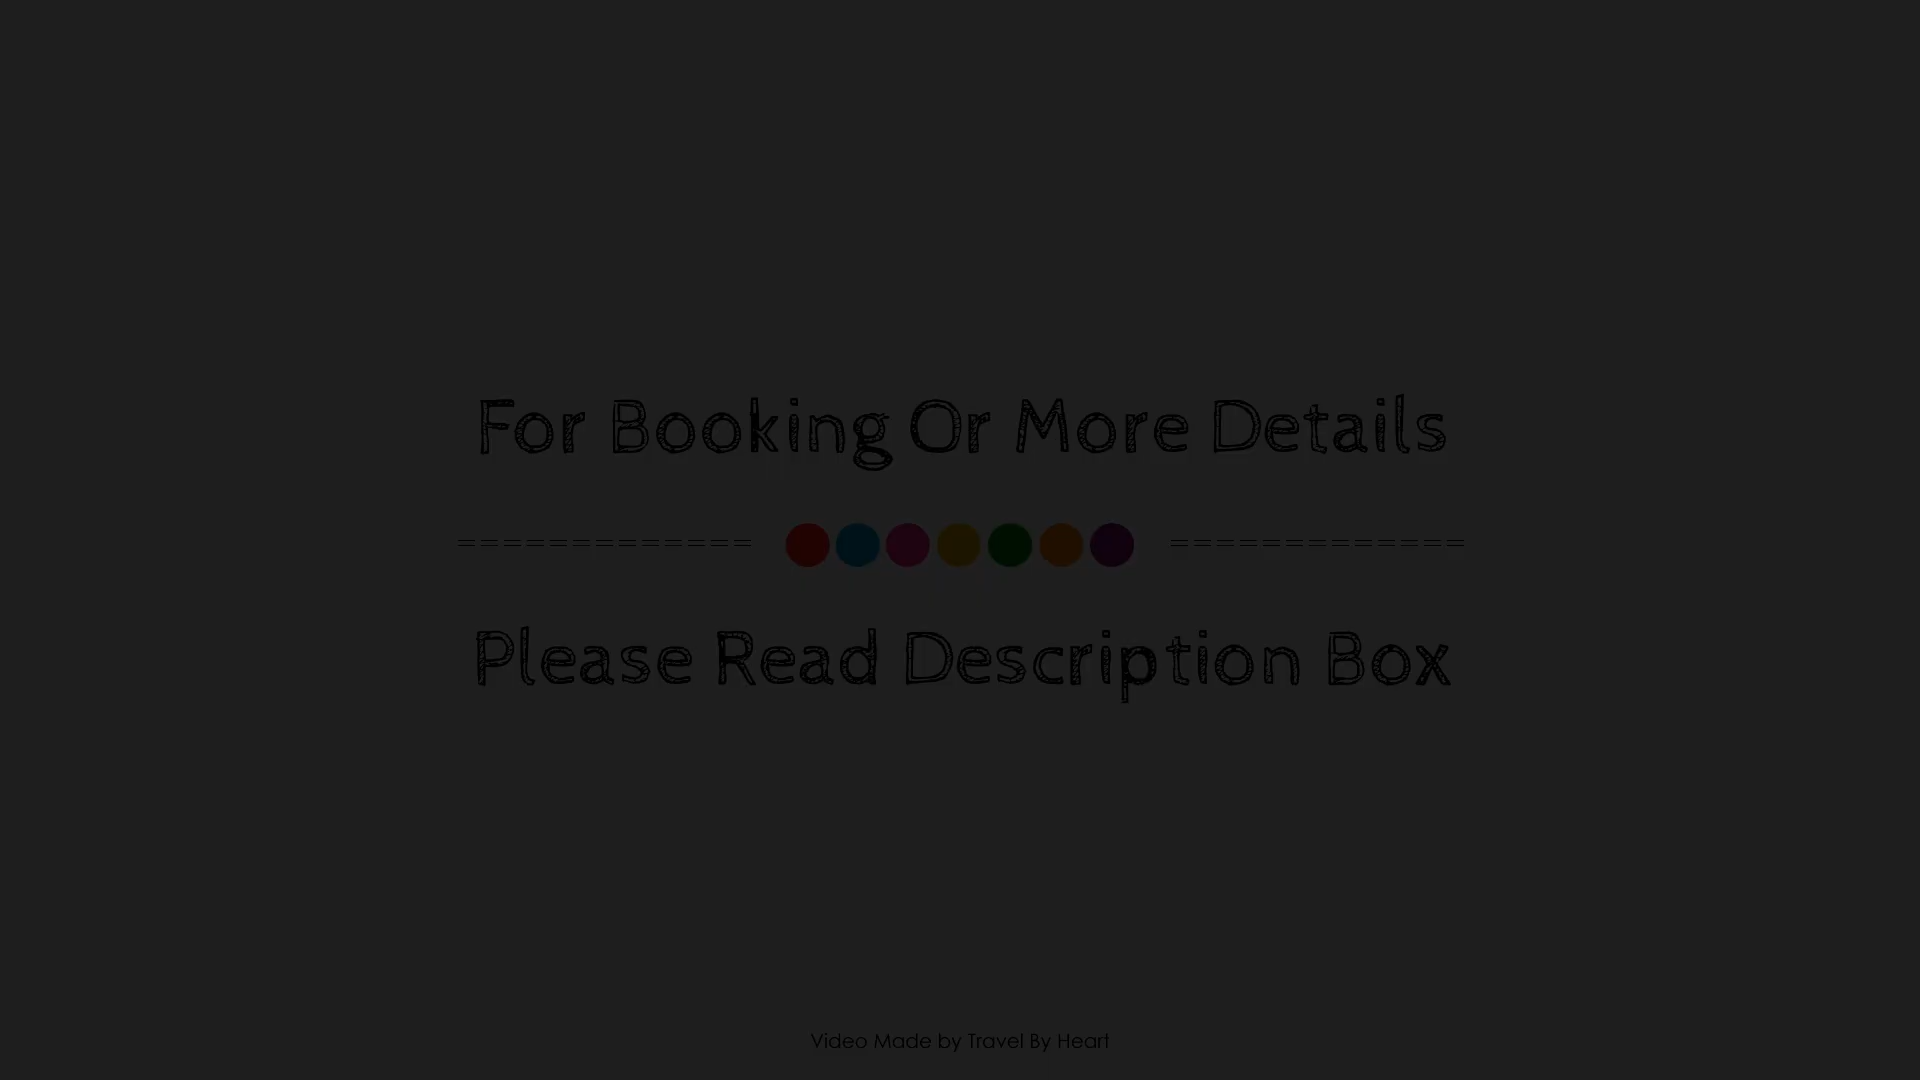 For Booking Or More Details
============= =============
Please Read Description Box
Video Made by Travel By Heart